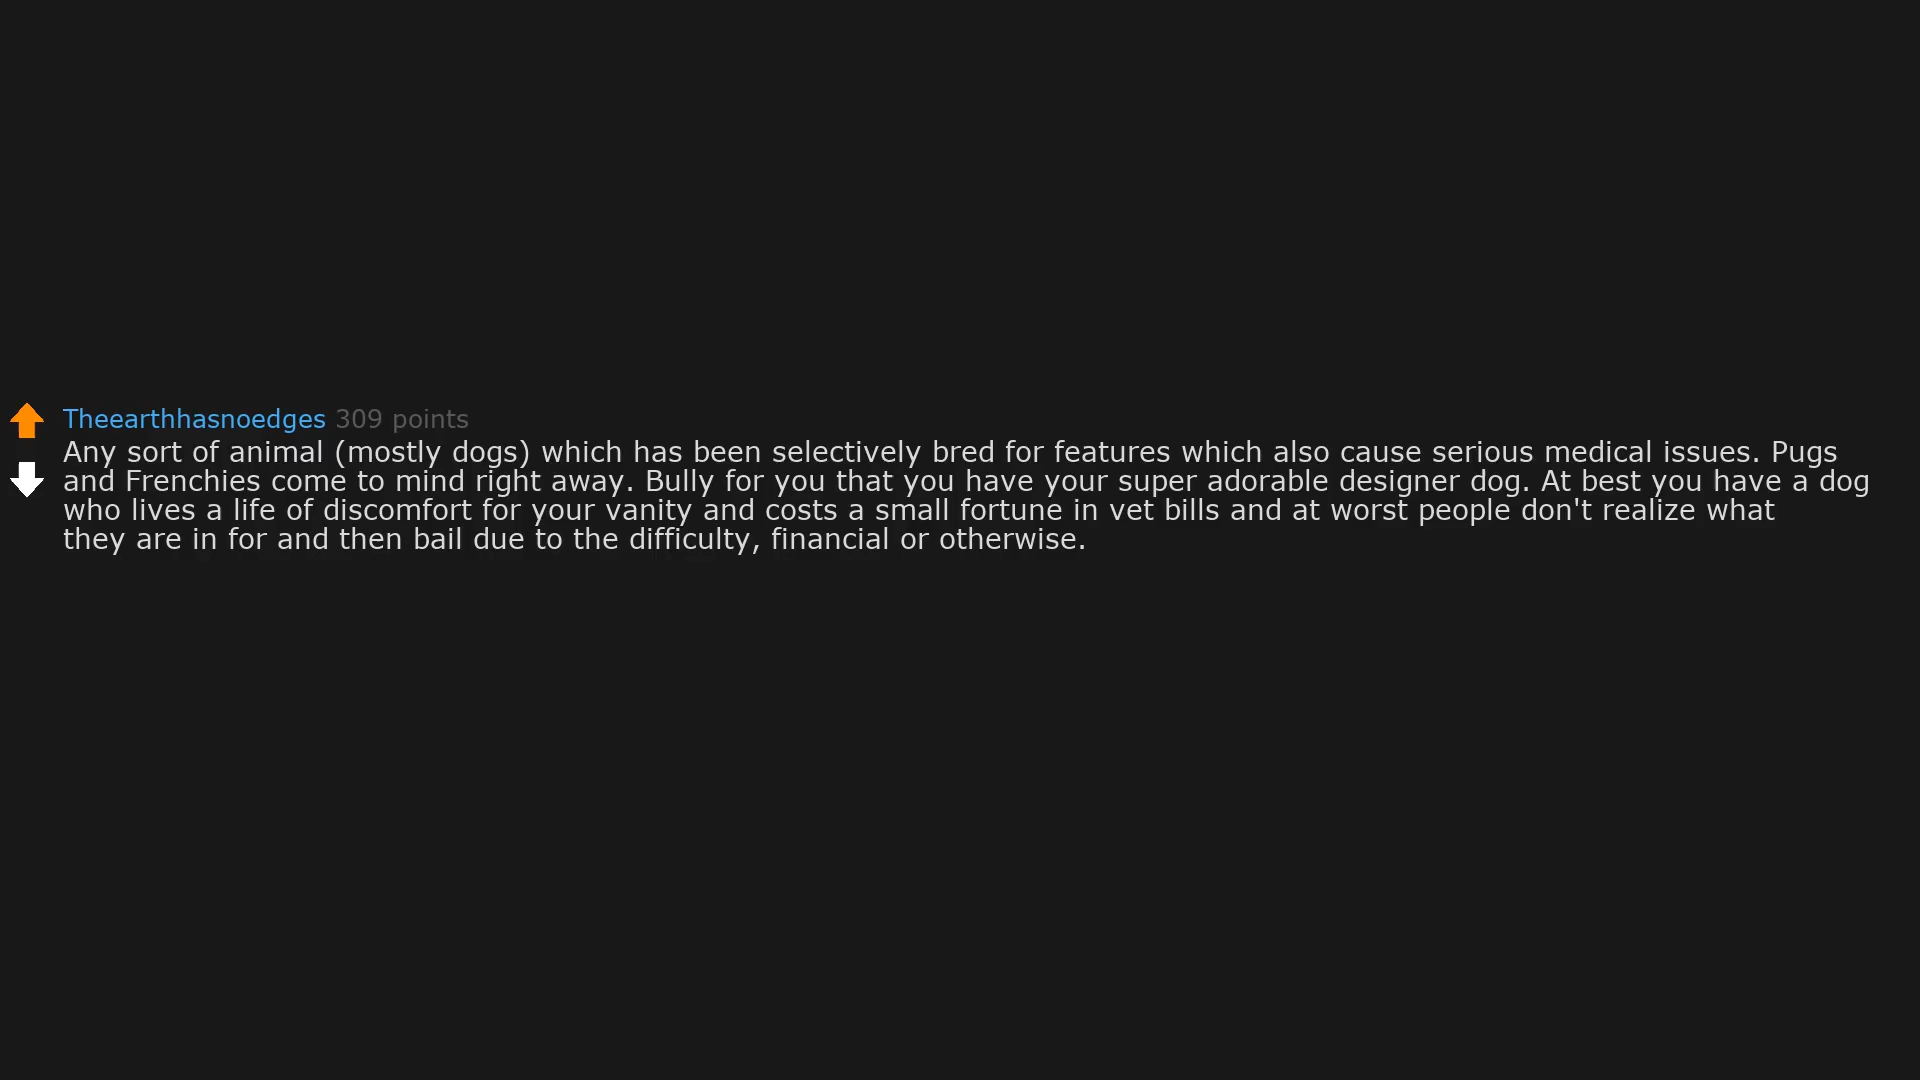 Theearthhasnoedges 309 points
Any sort of animal (mostly dogs) which has been selectively bred for features which also cause serious medical issues. Pugs
and Frenchies come to mind right away. Bully for you that you have your super adorable designer dog. At best you have a dog
who lives a life of discomfort for your vanity and costs a small fortune in vet bills and at worst people don't realize what
they are in for and then bail due to the difficulty, financial or otherwise.